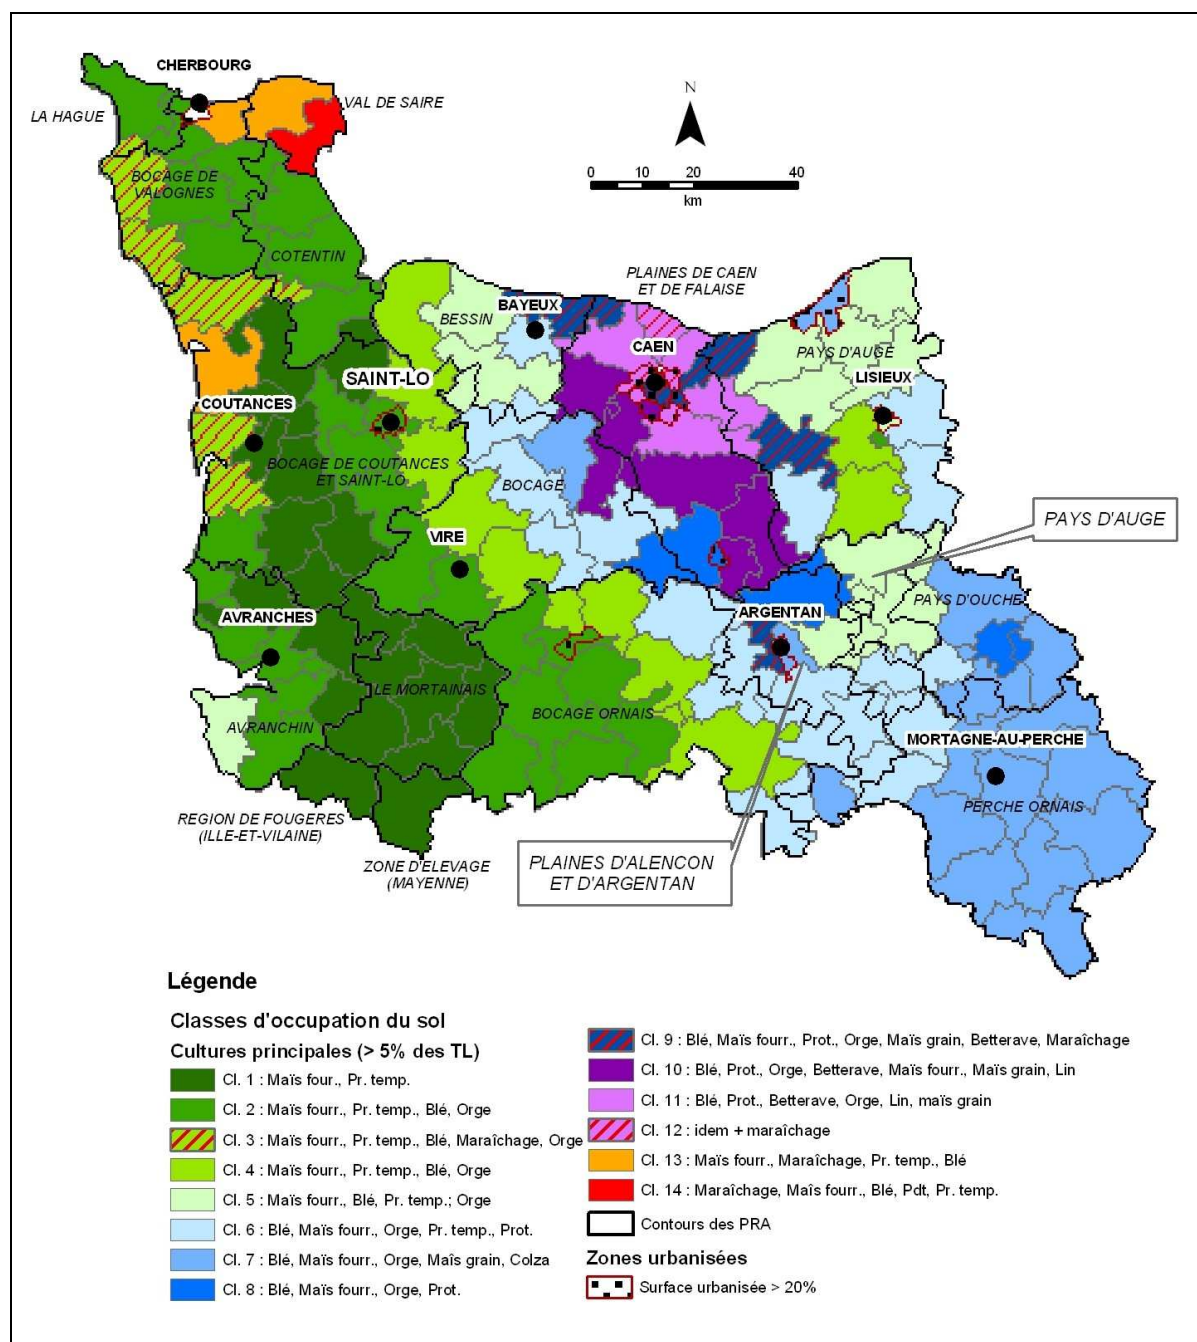 CHERBOURG
LA HAGUE
VAL DE SAIRE
N
0 10 20 40
km
BOCAGE DE
VALOGNES
COTENTIN
PLAINES DE CAEN
ET DE FALAISE
BESSIN
BAYEUX
CAEN
PAYS D'AUGE
LISIEUX
SAINT-LO
COUTANCES
BOCAGE DE COUTANCES
ET SAINT-LO
BOCAGE
PAYS D'AUGE
VIRE
PAYS D'OUCHE
AVRANCHES
ARGENTAN
LE MORTAINAIS
BOCAGE ORNAIS
AVRANCHIN
MORTAGNE-AU-PERCHE
PERCHE ORNAIS
REGION DE FOUGERES
(ILLE-ET-VILAINE)
ZONE D'ELEVAGE
(MAYENNE)
PLAINES D'ALENCON
ET D'ARGENTAN
Légende
Classes d'occupation du sol
Cultures principales (> 5% des TL)
Cl. 1 : Maïs four., Pr. temp.
Cl. 2 : Maïs fourr., Pr. temp., Blé, Orge
Cl. 3 : Maïs fourr., Pr. temp., Blé, Maraîchage, Orge
Cl. 4 : Maïs fourr., Pr. temp., Blé, Orge
Cl. 5 : Maïs fourr., Blé, Pr. temp.; Orge
Cl. 6 : Blé, Maïs fourr., Orge, Pr. temp., Prot.
Cl. 7 : Blé, Maïs fourr., Orge, Maîs grain, Colza
Cl. 8 : Blé, Maïs fourr., Orge, Prot.
Cl. 9 : Blé, Maïs fourr., Prot., Orge, Maïs grain, Betterave, Maraîchage
Cl. 10 : Blé, Prot., Orge, Betterave, Maïs fourr., Maïs grain, Lin
Cl. 11 : Blé, Prot., Betterave, Orge, Lin, maïs grain
Cl. 12 : idem + maraîchage
Cl. 13 : Maïs fourr., Maraîchage, Pr. temp., Blé
Cl. 14 : Maraîchage, Maîs fourr., Blé, Pdt, Pr. temp.
Contours des PRA
Zones urbanisées
Surface urbanisée > 20%